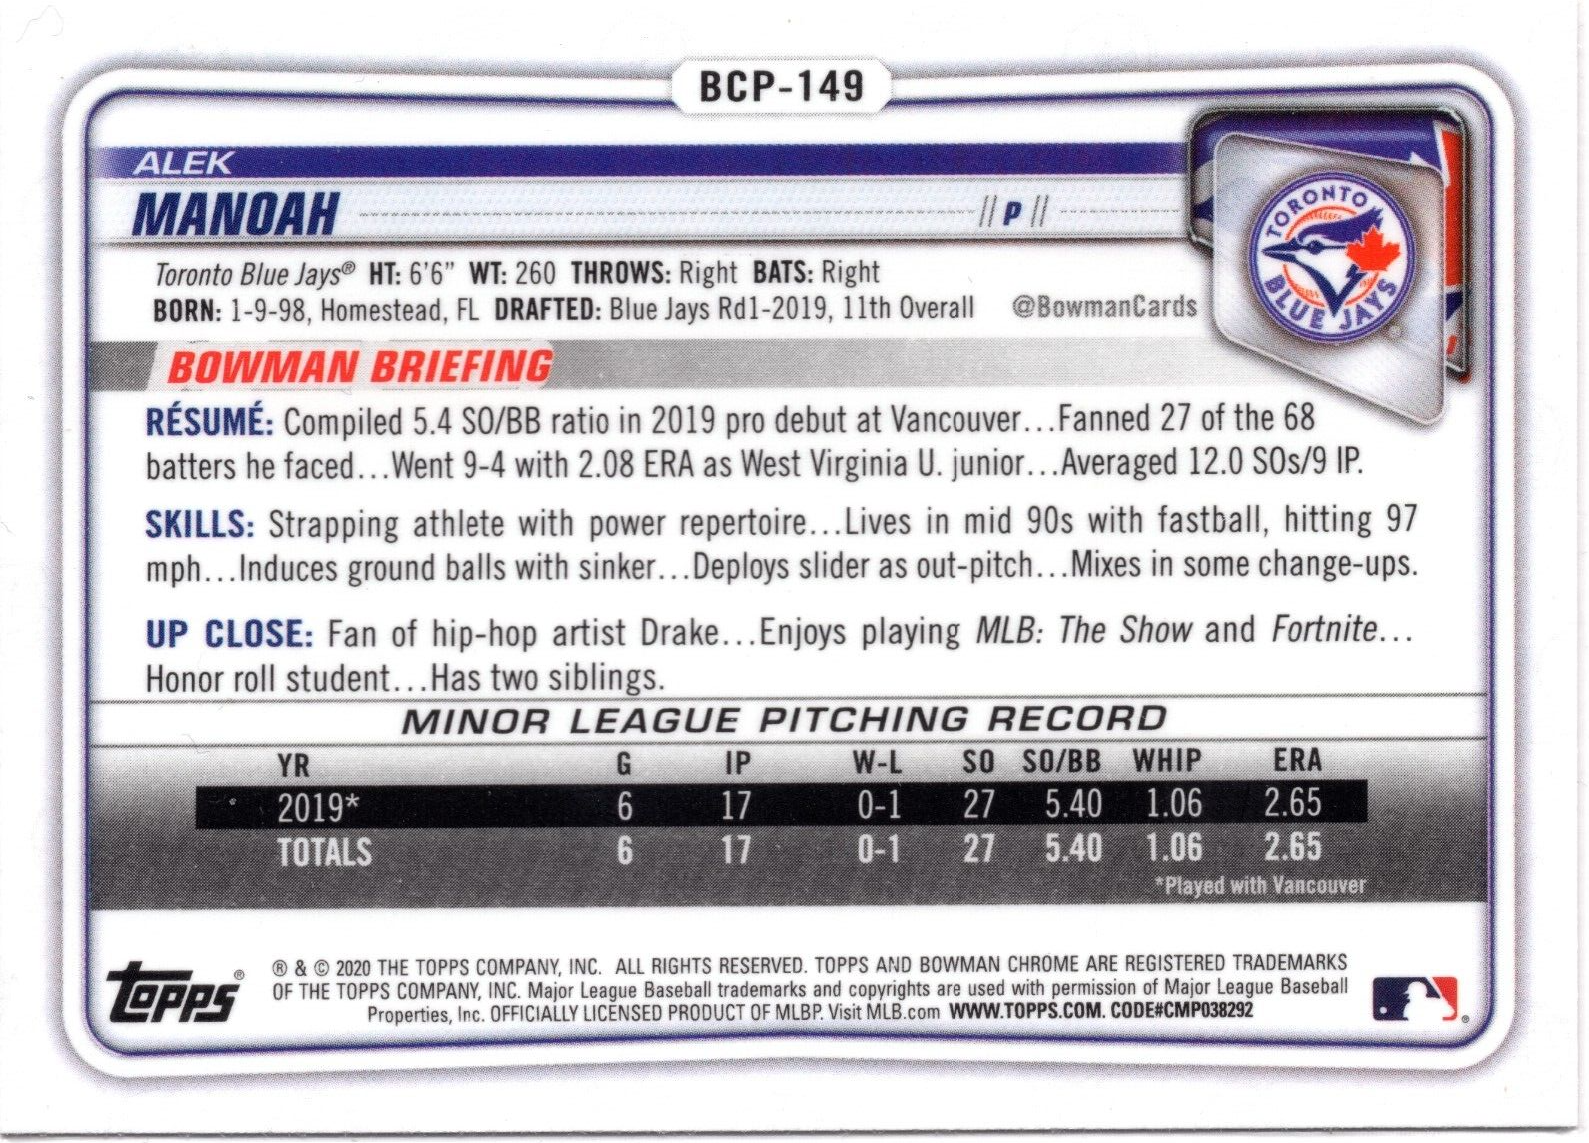 BCP-149
ALEK
MANOAH // P //
TORONTO
BLUE JAYS
Toronto Blue Jays® HT: 6'6" WT: 260 THROWS: Right BATS: Right
BORN: 1-9-98, Homestead, FL DRAFTED: Blue Jays Rd1-2019, 11th Overall @BowmanCards
BOWMAN BRIEFING
RÉSUMÉ: Compiled 5.4 SO/BB ratio in 2019 pro debut at Vancouver...Fanned 27 of the 68
batters he faced...Went 9-4 with 2.08 ERA as West Virginia U. junior...Averaged 12.0 SOs/9 IP.
SKILLS: Strapping athlete with power repertoire...Lives in mid 90s with fastball, hitting 97
mph...Induces ground balls with sinker...Deploys slider as out-pitch...Mixes in some change-ups.
UP CLOSE: Fan of hip-hop artist Drake...Enjoys playing MLB: The Show and Fortnite...
Honor roll student...Has two siblings.
MINOR LEAGUE PITCHING RECORD
YR G IP W-L SO SO/BB WHIP ERA
2019* 6 17 0-1 27 5.40 1.06 2.65
TOTALS 6 17 0-1 27 5.40 1.06 2.65
*Played with Vancouver
Topps®
® & © 2020 THE TOPPS COMPANY, INC. ALL RIGHTS RESERVED. TOPPS AND BOWMAN CHROME ARE REGISTERED TRADEMARKS
OF THE TOPPS COMPANY, INC. Major League Baseball trademarks and copyrights are used with permission of Major League Baseball
Properties, Inc. OFFICIALLY LICENSED PRODUCT OF MLBP. Visit MLB.com WWW.TOPPS.COM. CODE#CMP038292